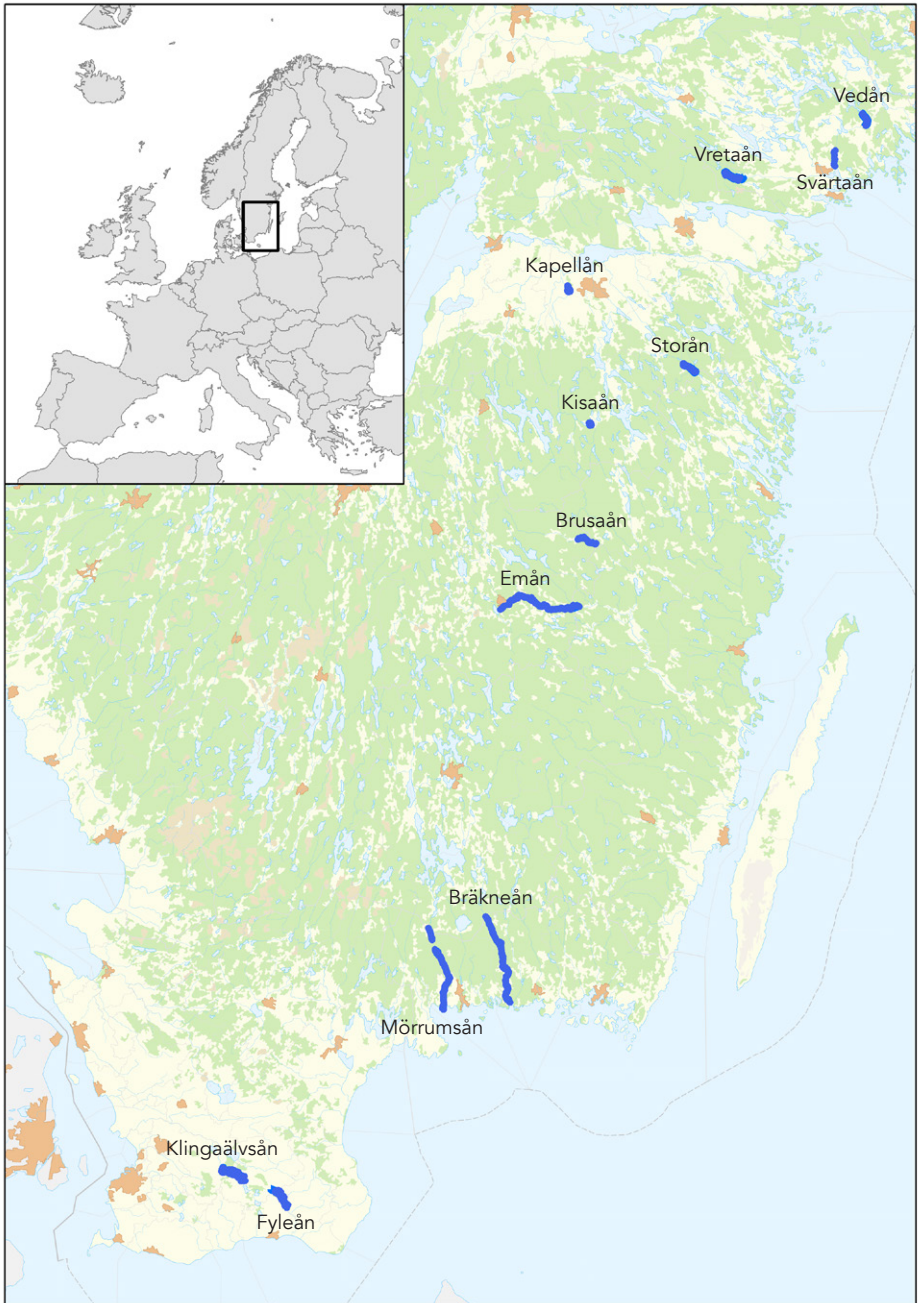 Vedån
Vretaån
Svärtaån
Kapellån
Storån
Kisaån
Brusaån
Emån
Bräkneån
Mörrumsån
Klingaälvsån
Fyleån